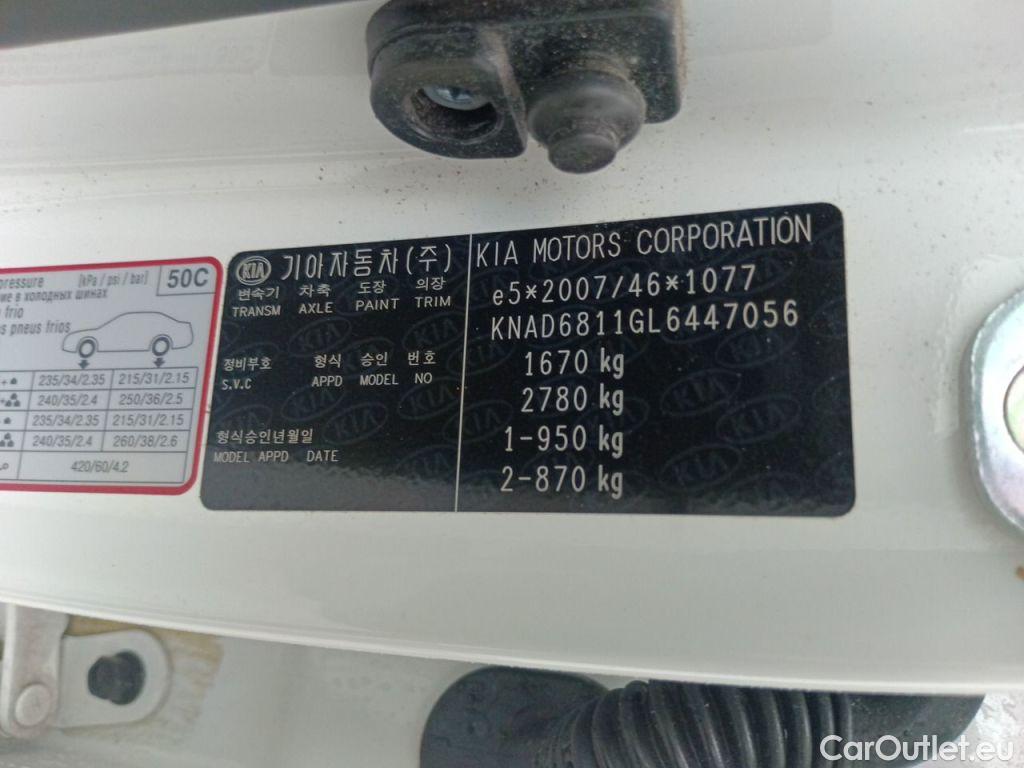 ressure [kPa / psi / bar] 50C
ие в холодных шинах
frio
s pneus frios
235/34/2.35 215/31/2.15
240/35/2.4 250/36/2.5
235/34/2.35 215/31/2.15
240/35/2.4 260/38/2.6
420/60/4.2
KIA 기아자동차(주)
변속기 차축 도장 의장
TRANSM AXLE PAINT TRIM
정비부호 형식 승인 번호
S.V.C APPD MODEL NO
형식승인년월일
MODEL APPD DATE
KIA MOTORS CORPORATION
e5*2007/46*1077
KNAD6811GL6447056
1670 kg
2780 kg
1-950 kg
2-870 kg
CarOutlet.eu